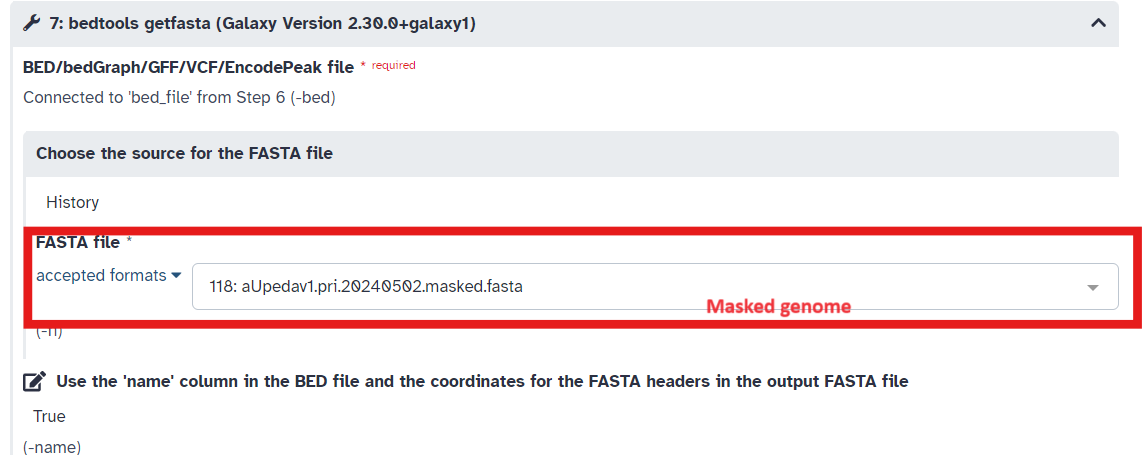 7: bedtools getfasta (Galaxy Version 2.30.0+galaxy1)
BED/bedGraph/GFF/VCF/EncodePeak file * required
Connected to 'bed_file' from Step 6 (-bed)
Choose the source for the FASTA file
History
FASTA file *
accepted formats
118: aUpedav1.pri.20240502.masked.fasta
Masked genome
(-fi)
Use the 'name' column in the BED file and the coordinates for the FASTA headers in the output FASTA file
True
(-name)